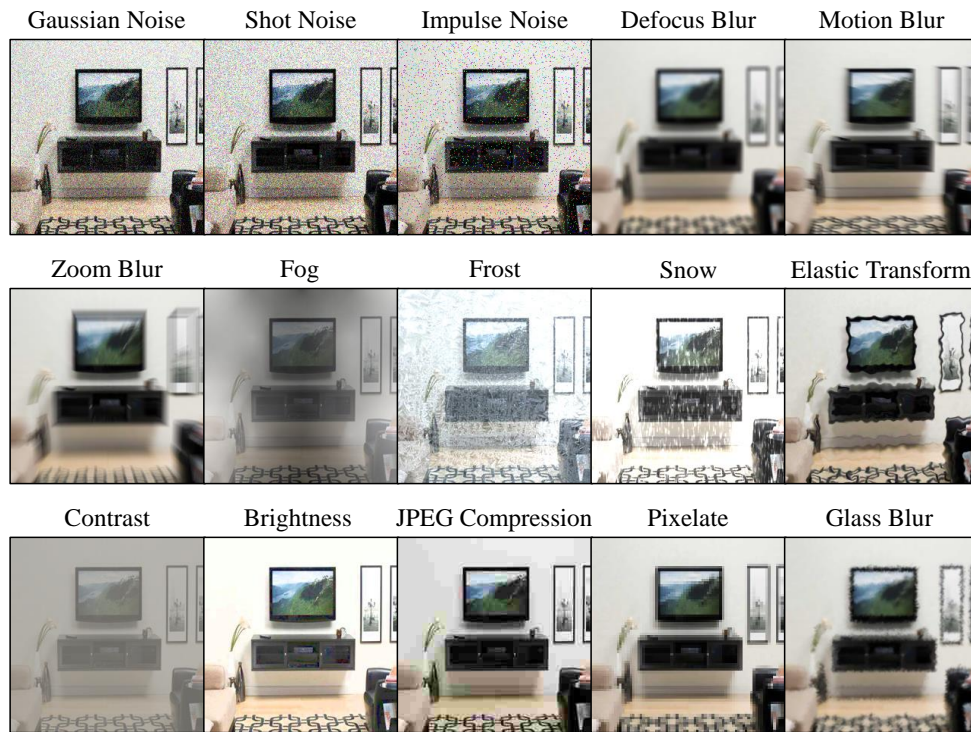 Gaussian Noise Shot Noise Impulse Noise Defocus Blur Motion Blur
Zoom Blur Fog Frost Snow Elastic Transform
Contrast Brightness JPEG Compression Pixelate Glass Blur